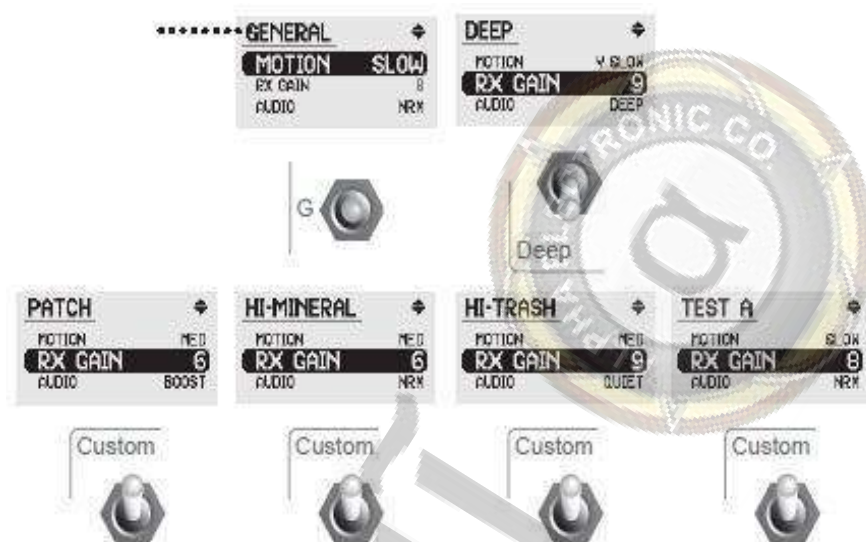 GENERAL
MOTION SLOW
RX GAIN 8
AUDIO NRM
DEEP
MOTION V SLOW
RX GAIN 9
AUDIO DEEP
G
Deep
PATCH
MOTION MED
RX GAIN 6
AUDIO BOOST
HI-MINERAL
MOTION MED
RX GAIN 6
AUDIO NRM
HI-TRASH
MOTION MED
RX GAIN 9
AUDIO QUIET
TEST A
MOTION SLOW
RX GAIN 8
AUDIO NRM
Custom
Custom
Custom
Custom